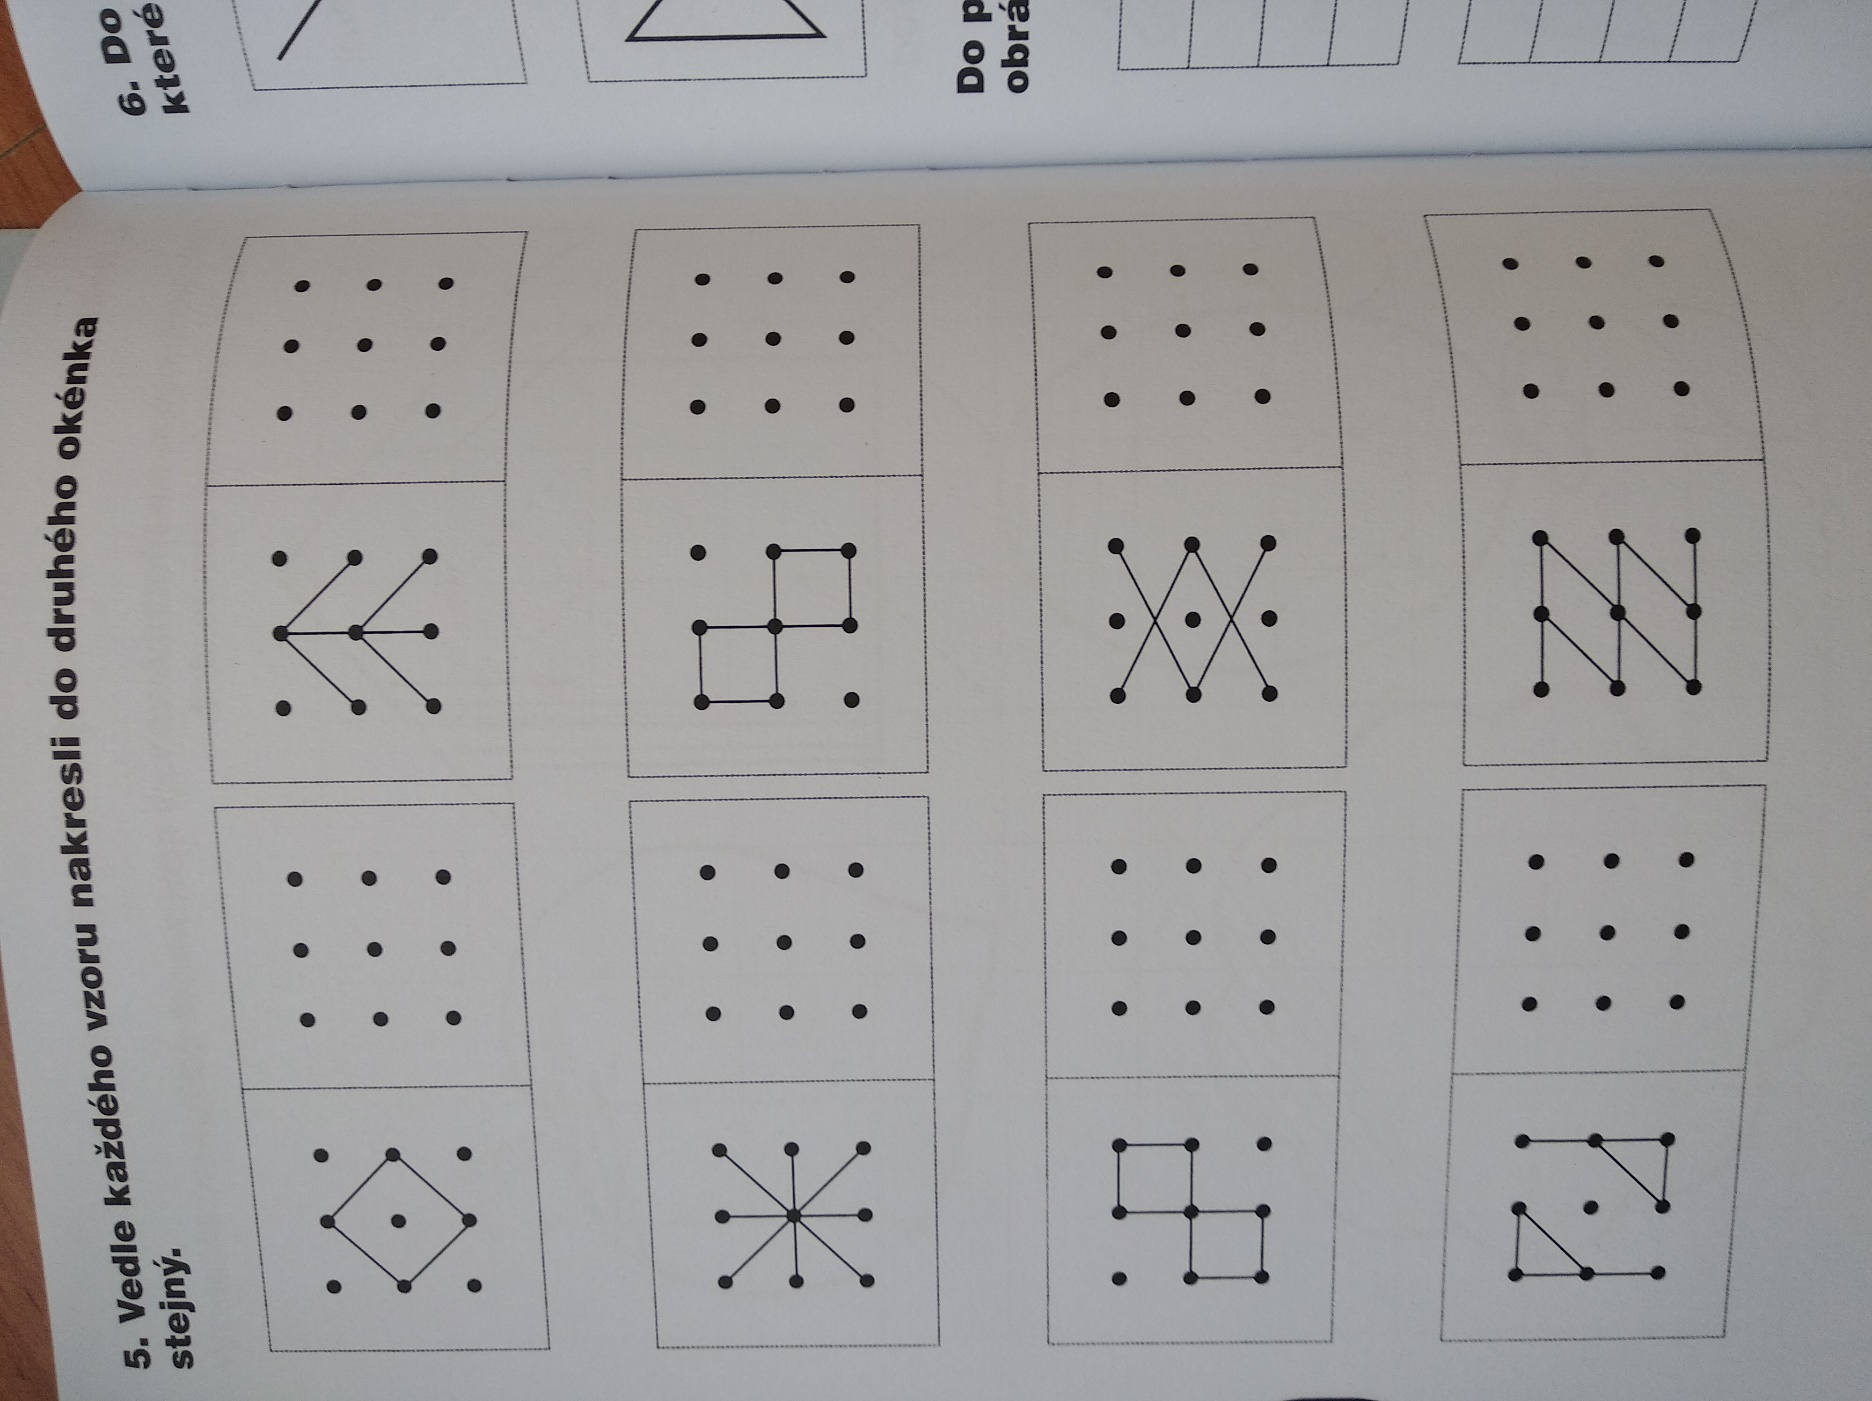 5. Vedle každého vzoru nakresli do druhého okénka
stejný.
6. Do
které
Do p
obrá